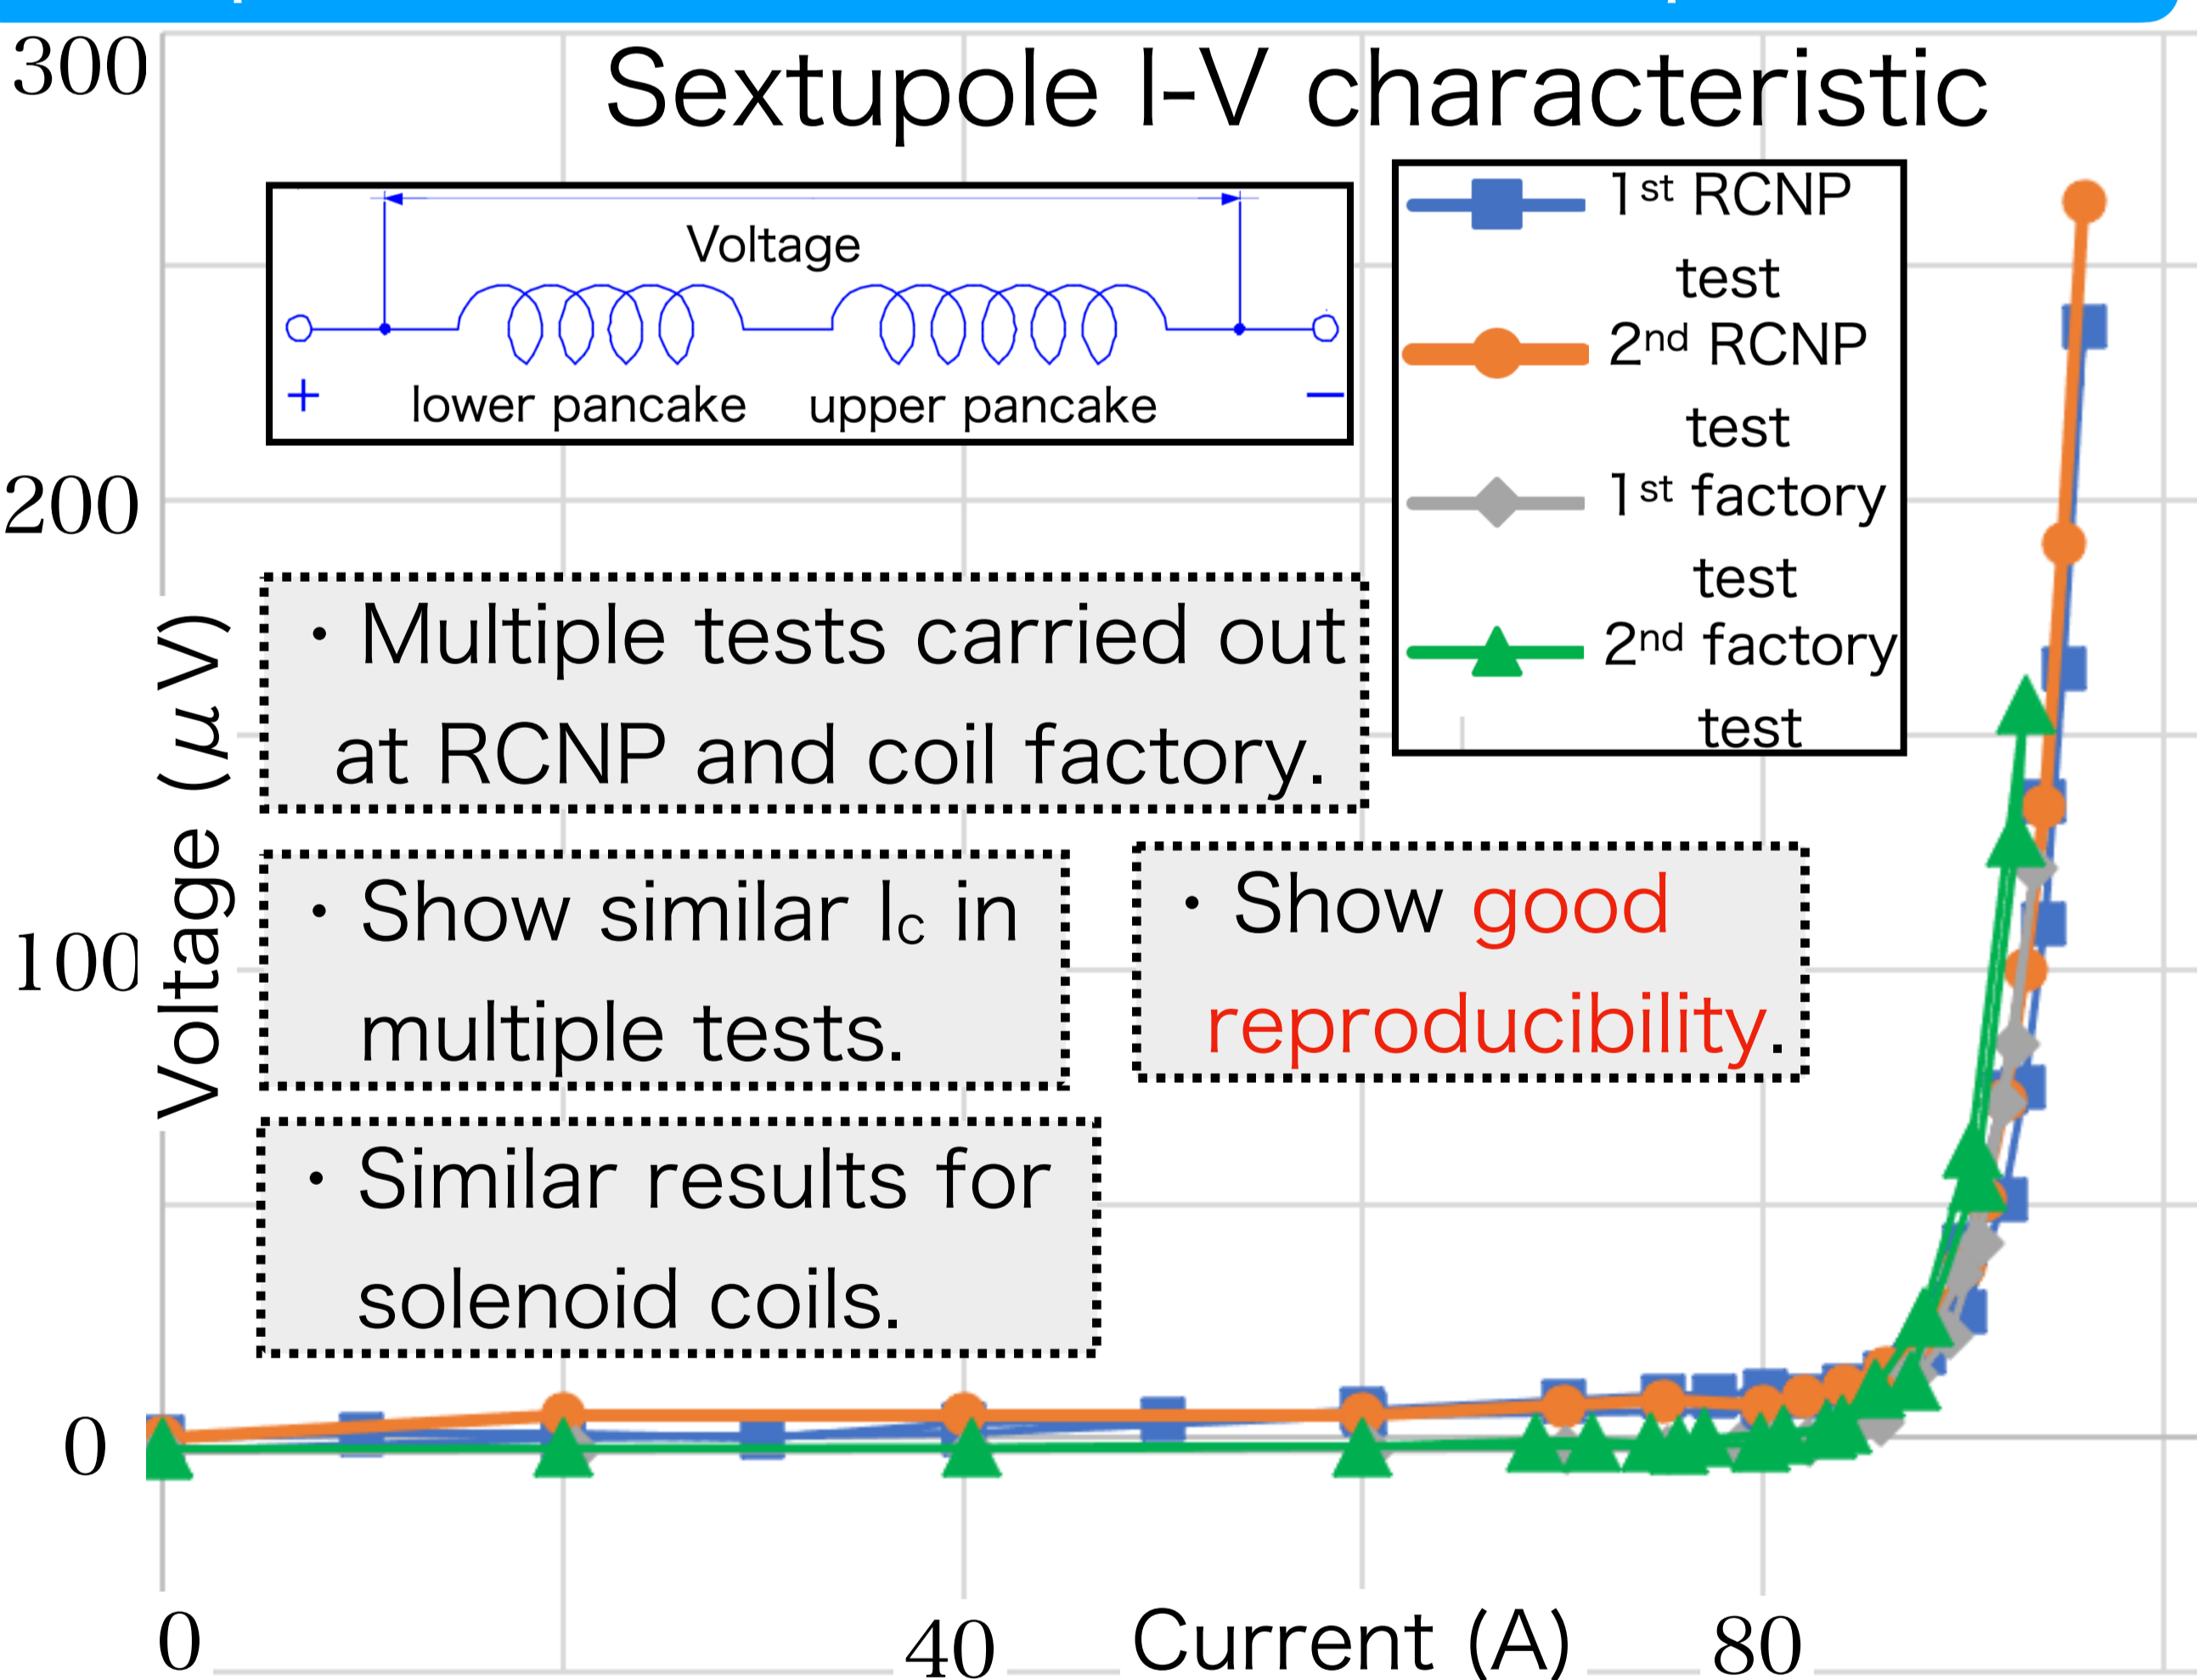 Sextupole I-V characteristic
300
200
100
0
Voltage (μV)
Voltage
+
lower pancake
upper pancake
−
1st RCNP
test
2nd RCNP
test
1st factory
test
2nd factory
test
・Multiple tests carried out
at RCNP and coil factory.
・Show similar Ic in
multiple tests.
・Show good
reproducibility.
・Similar results for
solenoid coils.
0
40
Current (A)
80